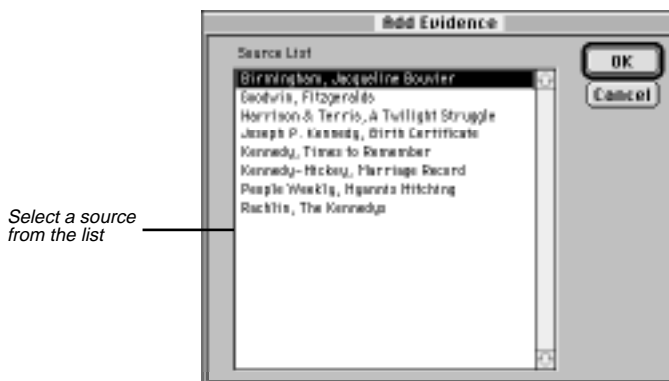 Add Evidence
Source List
Birmingham, Jacqueline Bouvier
Goodwin, Fitzgeralds
Harrison & Terris, A Twilight Struggle
Joseph P. Kennedy, Birth Certificate
Kennedy, Times to Remember
Kennedy-Hickey, Marriage Record
People Weekly, Hyannis Hitching
Rachlin, The Kennedys
OK
Cancel
Select a source
from the list